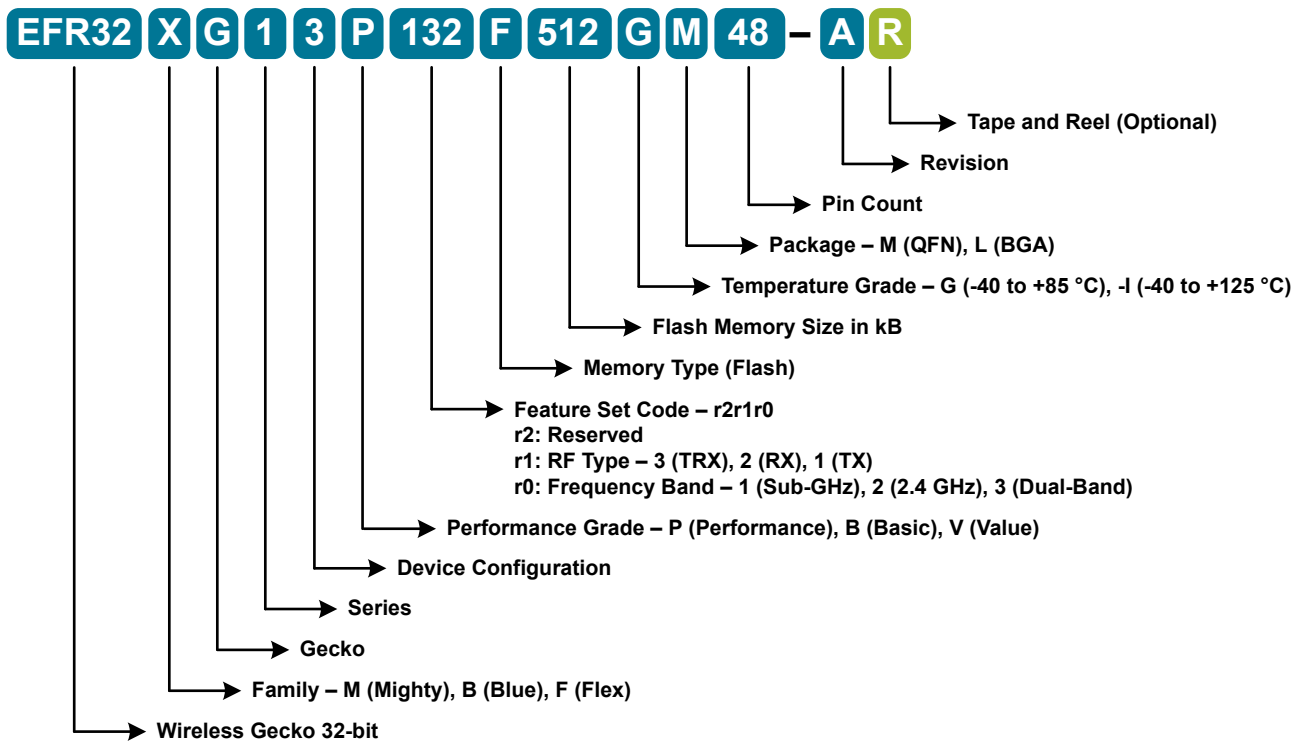 EFR32 X G 1 3 P 132 F 512 G M 48 – A R
Tape and Reel (Optional)
Revision
Pin Count
Package – M (QFN), L (BGA)
Temperature Grade – G (-40 to +85 °C), -I (-40 to +125 °C)
Flash Memory Size in kB
Memory Type (Flash)
Feature Set Code – r2r1r0
r2: Reserved
r1: RF Type – 3 (TRX), 2 (RX), 1 (TX)
r0: Frequency Band – 1 (Sub-GHz), 2 (2.4 GHz), 3 (Dual-Band)
Performance Grade – P (Performance), B (Basic), V (Value)
Device Configuration
Series
Gecko
Family – M (Mighty), B (Blue), F (Flex)
Wireless Gecko 32-bit